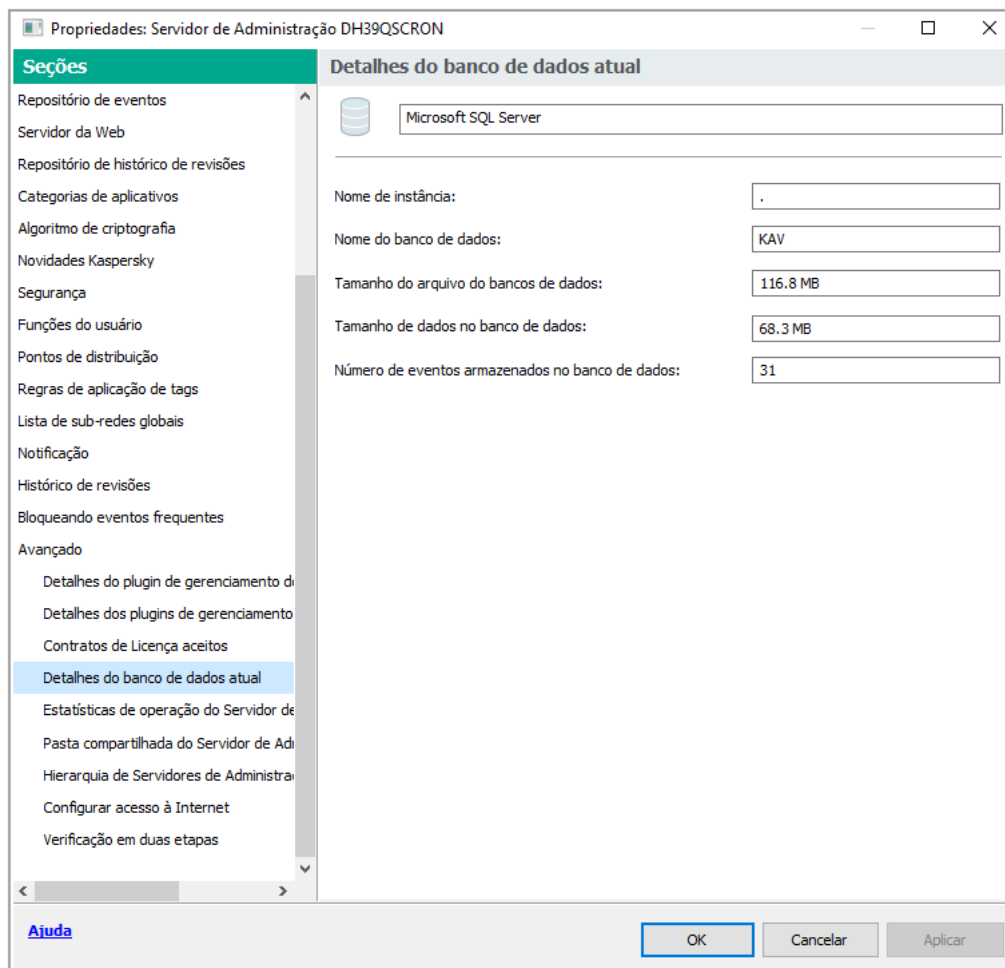 Propriedades: Servidor de Administração DH39QSCRON
Seções
Repositório de eventos
Servidor da Web
Repositório de histórico de revisões
Categorias de aplicativos
Algoritmo de criptografia
Novidades Kaspersky
Segurança
Funções do usuário
Pontos de distribuição
Regras de aplicação de tags
Lista de sub-redes globais
Notificação
Histórico de revisões
Bloqueando eventos frequentes
Avançado
Detalhes do plugin de gerenciamento d
Detalhes dos plugins de gerenciamento
Contratos de Licença aceitos
Detalhes do banco de dados atual
Estatísticas de operação do Servidor de
Pasta compartilhada do Servidor de Adı
Hierarquia de Servidores de Administra
Configurar acesso à Internet
Verificação em duas etapas
Detalhes do banco de dados atual
Microsoft SQL Server
Nome de instância: .
Nome do banco de dados: KAV
Tamanho do arquivo do bancos de dados: 116.8 MB
Tamanho de dados no banco de dados: 68.3 MB
Número de eventos armazenados no banco de dados: 31
Ajuda
OK Cancelar Aplicar